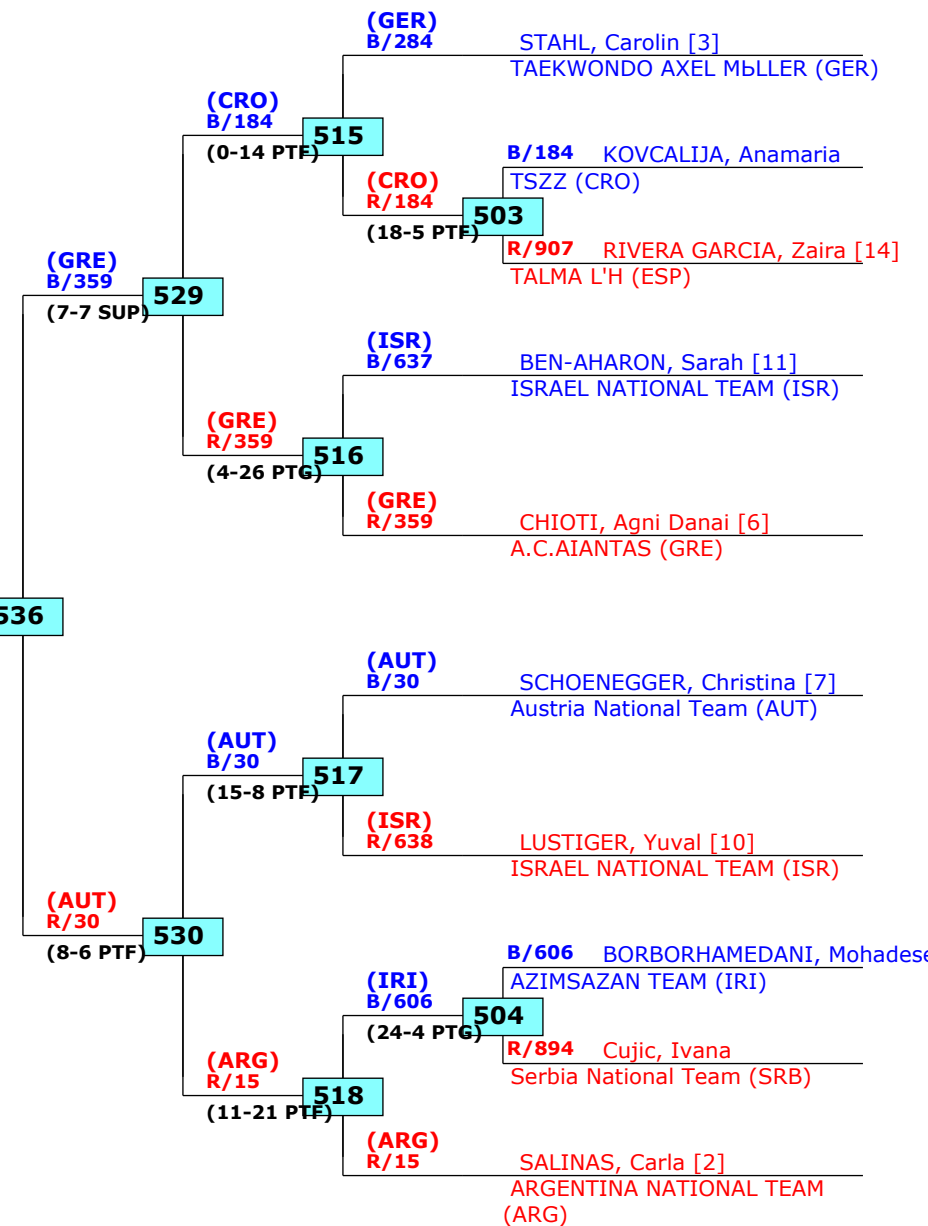 (GER)
B/284
STAHL, Carolin [3]
TAEKWONDO AXEL MЬLLER (GER)
(CRO)
B/184
515
(0-14 PTF)
B/184 KOVCALIJA, Anamaria
TSZZ (CRO)
(CRO)
R/184
503
(18-5 PTF)
R/907 RIVERA GARCIA, Zaira [14]
TALMA L'H (ESP)
(GRE)
B/359
529
(7-7 SUP)
(ISR)
B/637
BEN-AHARON, Sarah [11]
ISRAEL NATIONAL TEAM (ISR)
(GRE)
R/359
516
(4-26 PTG)
(GRE)
R/359
CHIOTI, Agni Danai [6]
A.C.AIANTAS (GRE)
536
(AUT)
B/30
SCHOENEGGER, Christina [7]
Austria National Team (AUT)
(AUT)
B/30
517
(15-8 PTF)
(ISR)
R/638
LUSTIGER, Yuval [10]
ISRAEL NATIONAL TEAM (ISR)
(AUT)
R/30
530
(8-6 PTF)
B/606 BORBORHAMEDANI, Mohadese
AZIMSAZAN TEAM (IRI)
(IRI)
B/606
504
(24-4 PTG)
R/894 Cujic, Ivana
Serbia National Team (SRB)
(ARG)
R/15
518
(11-21 PTF)
(ARG)
R/15
SALINAS, Carla [2]
ARGENTINA NATIONAL TEAM
(ARG)